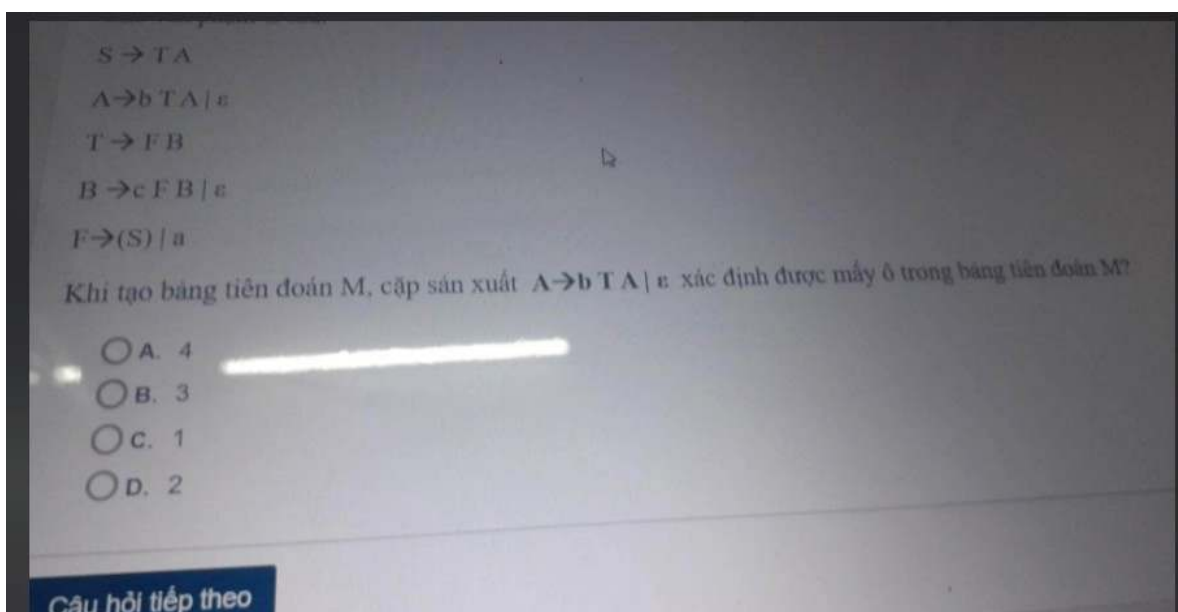 S → T A
A→b T A | ε
T → F B
B →c F B | ε
F→(S) | a
Khi tạo bảng tiên đoán M, cặp sản xuất A→b T A | ε xác định được mấy ô trong bảng tiên đoán M?
A. 4
B. 3
C. 1
D. 2
Câu hỏi tiếp theo